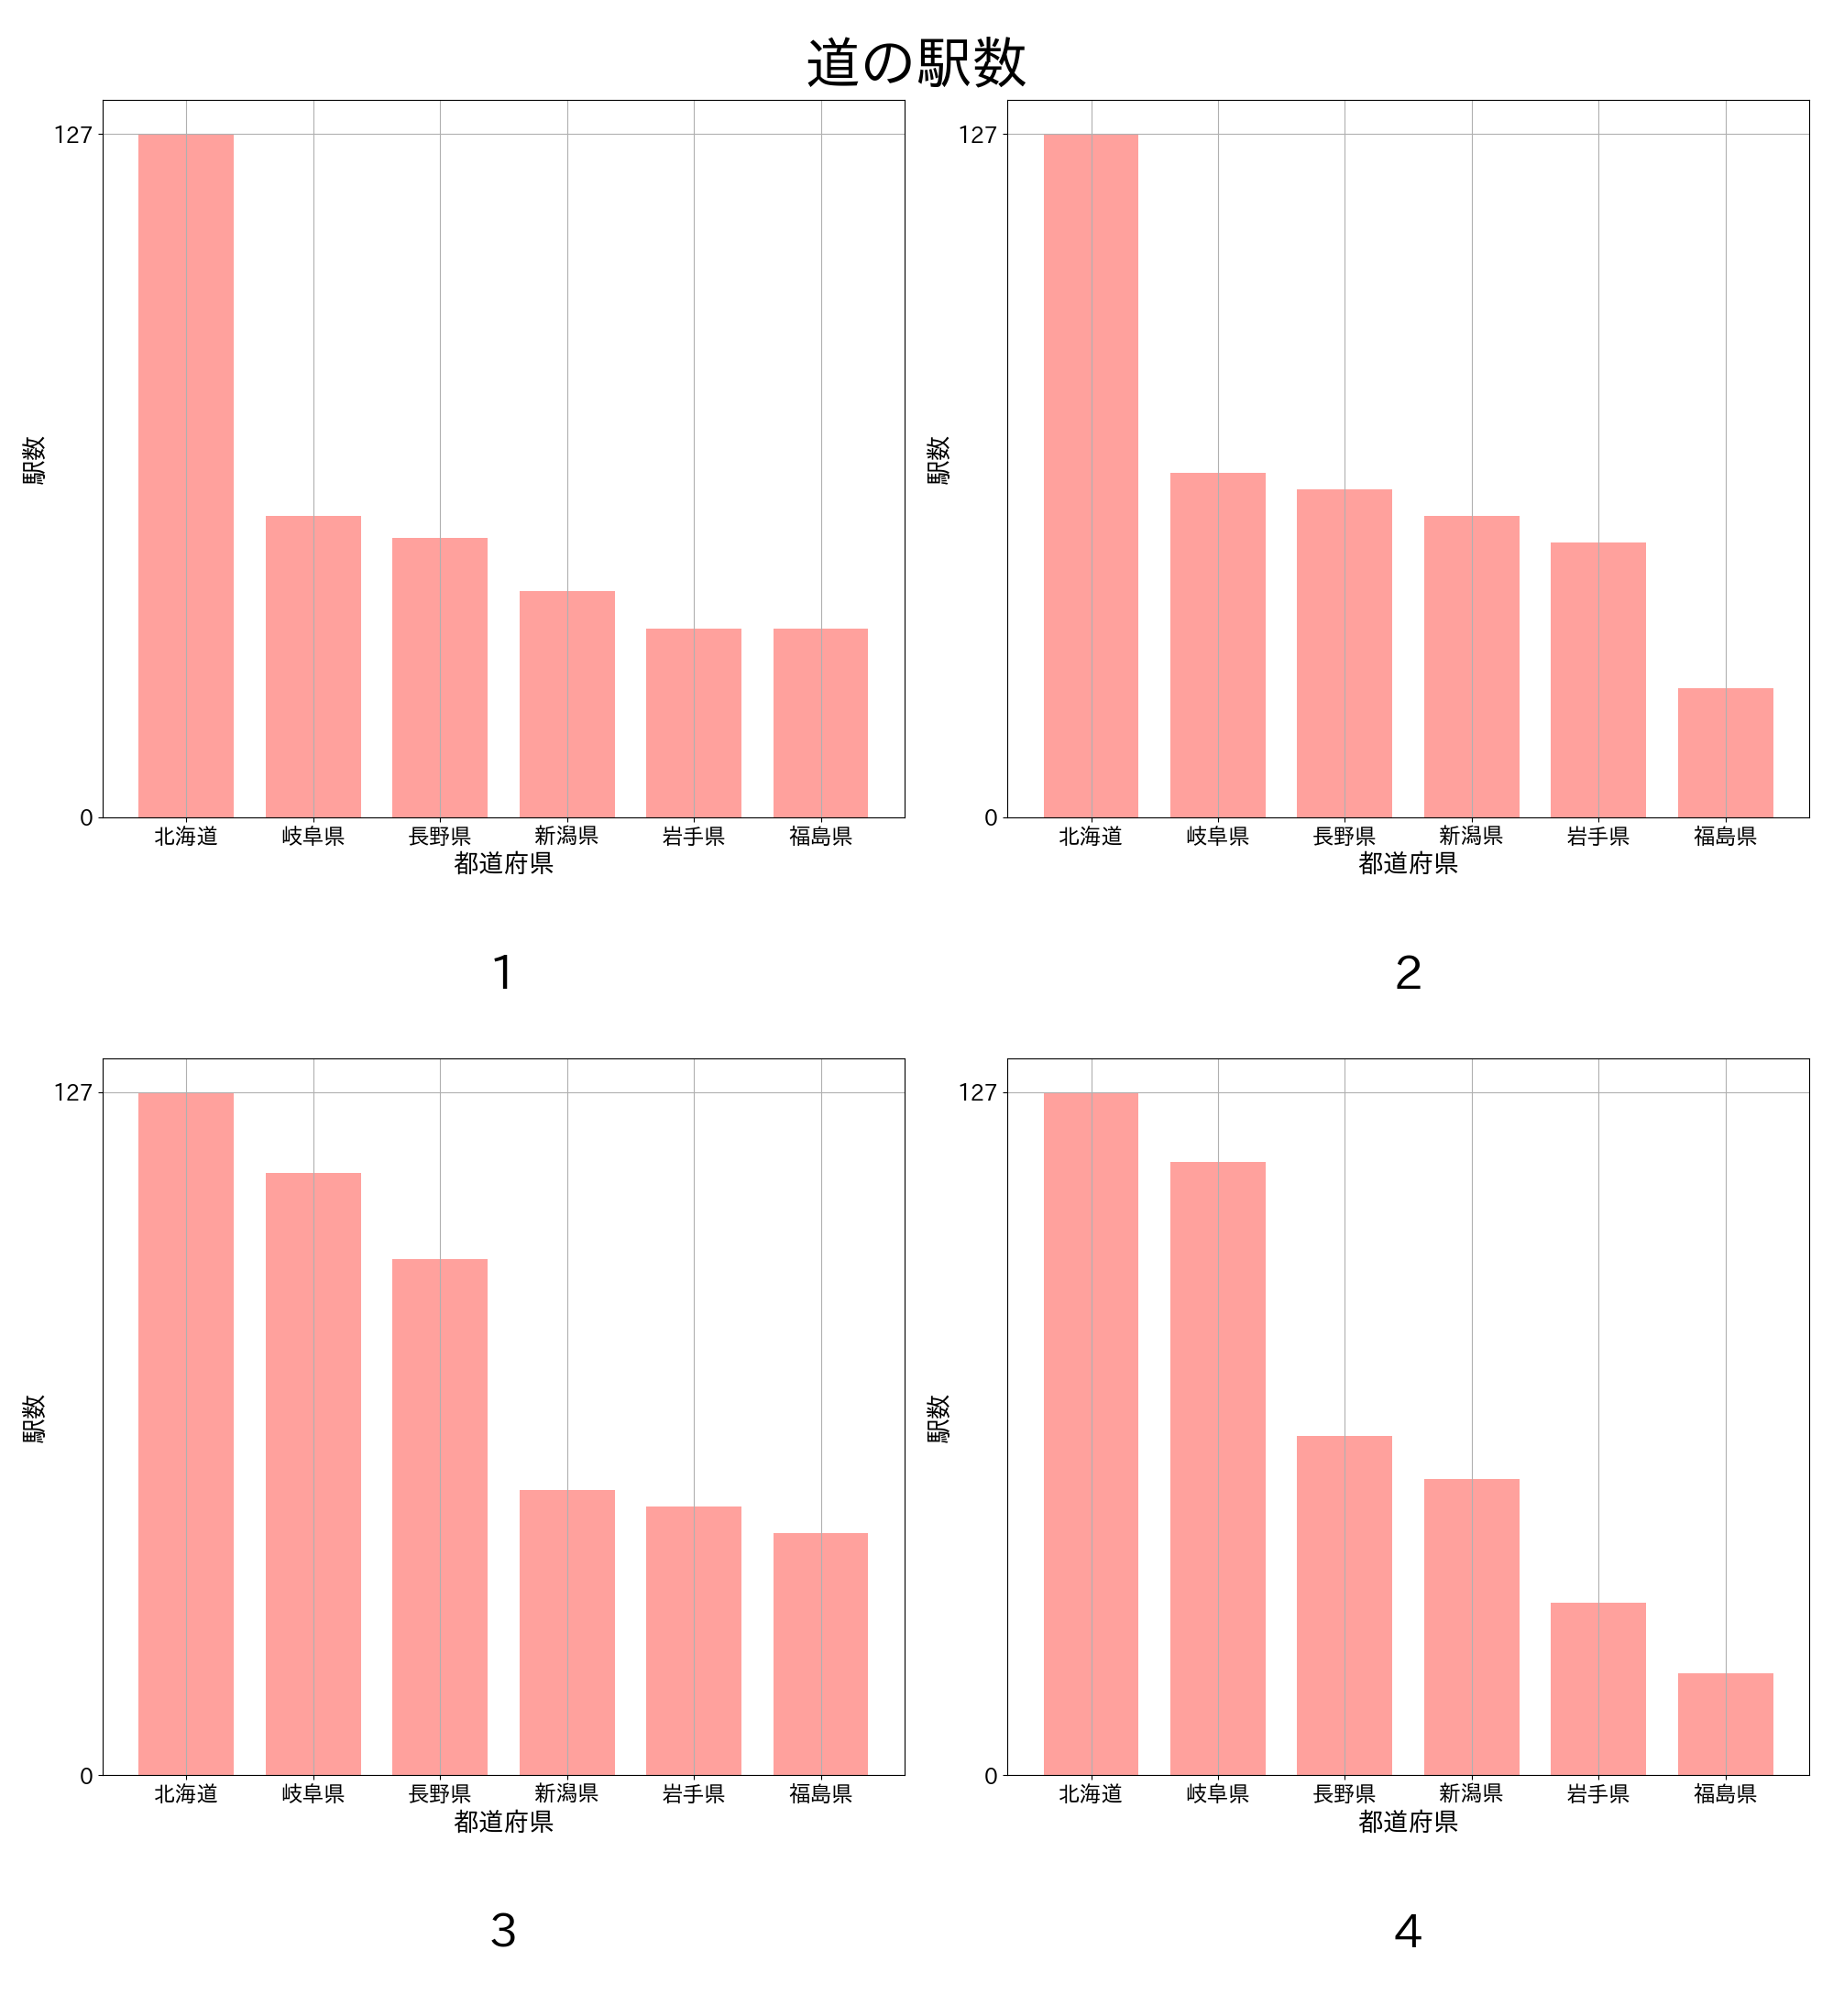 道の駅数
127
0
駅数
北海道 岐阜県 長野県 新潟県 岩手県 福島県
都道府県
1
127
0
駅数
北海道 岐阜県 長野県 新潟県 岩手県 福島県
都道府県
2
127
0
駅数
北海道 岐阜県 長野県 新潟県 岩手県 福島県
都道府県
3
127
0
駅数
北海道 岐阜県 長野県 新潟県 岩手県 福島県
都道府県
4